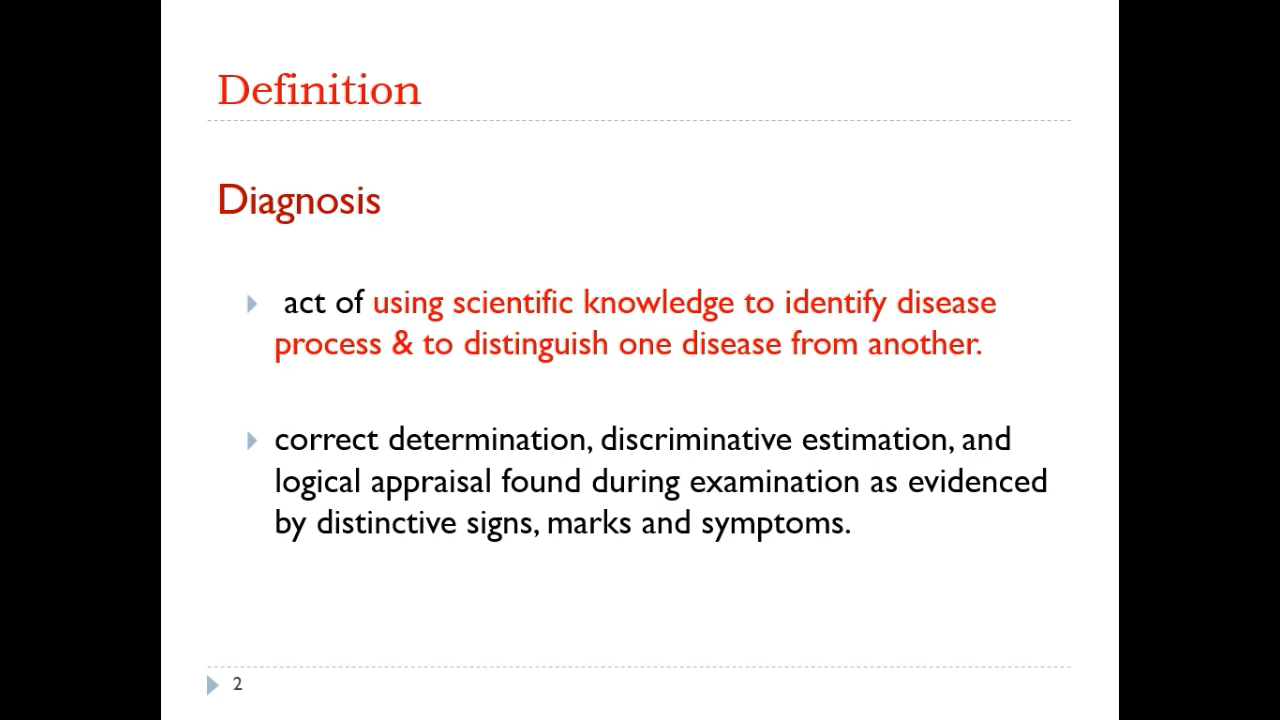 Definition
Diagnosis
act of using scientific knowledge to identify disease
process & to distinguish one disease from another.
correct determination, discriminative estimation, and
logical appraisal found during examination as evidenced
by distinctive signs, marks and symptoms.
2